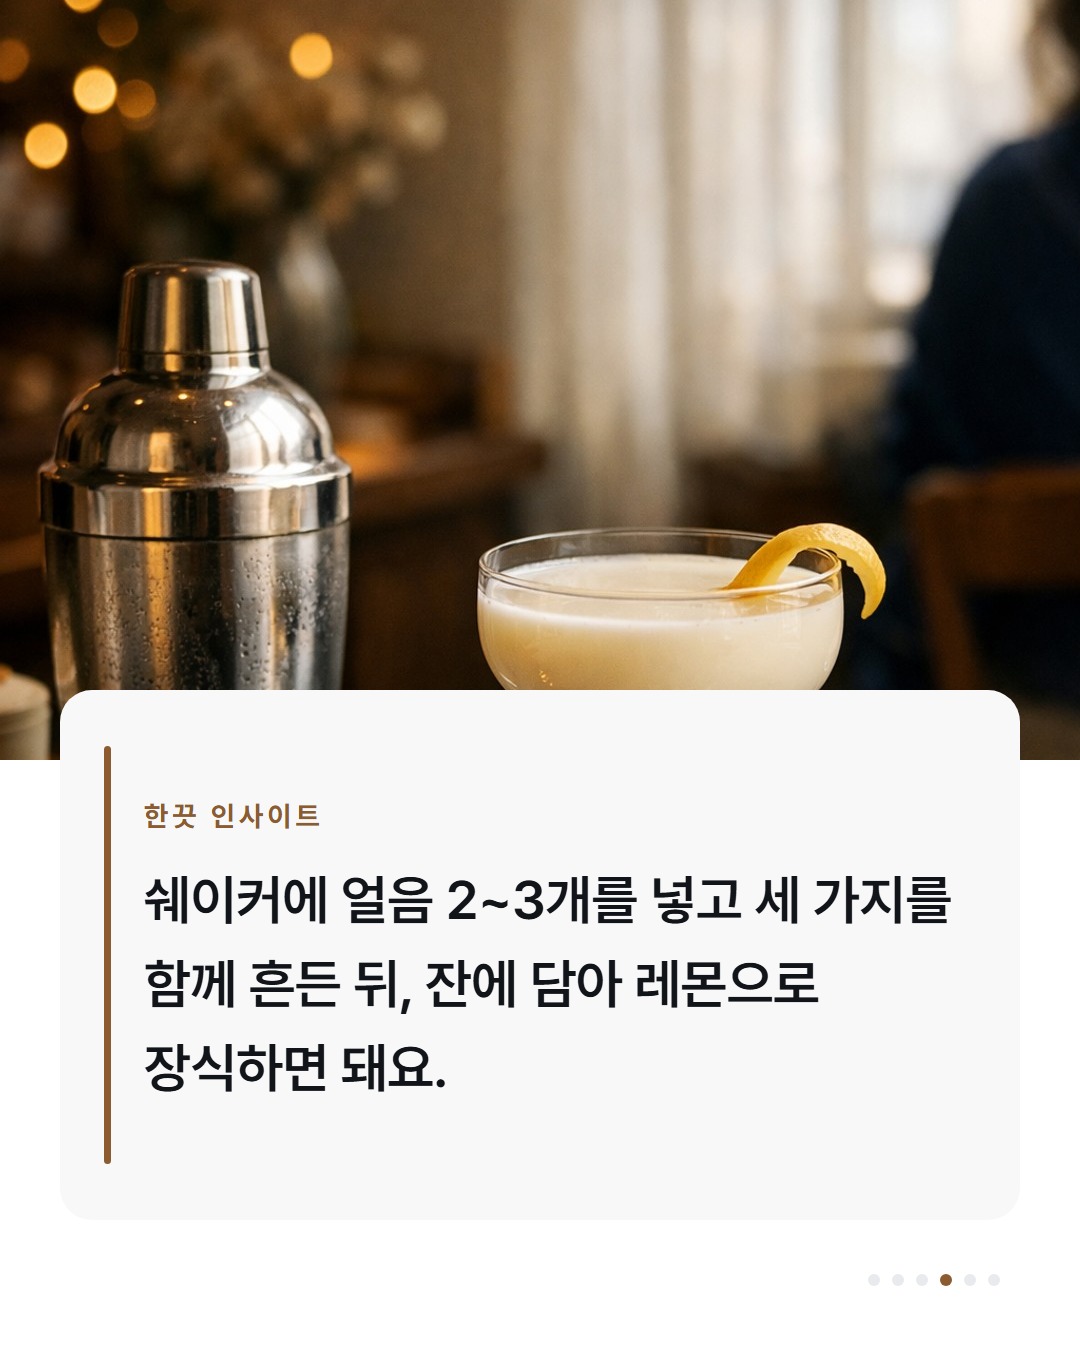 한끗 인사이트
쉐이커에 얼음 2~3개를 넣고 세 가지를
함께 흔든 뒤, 잔에 담아 레몬으로
장식하면 돼요.